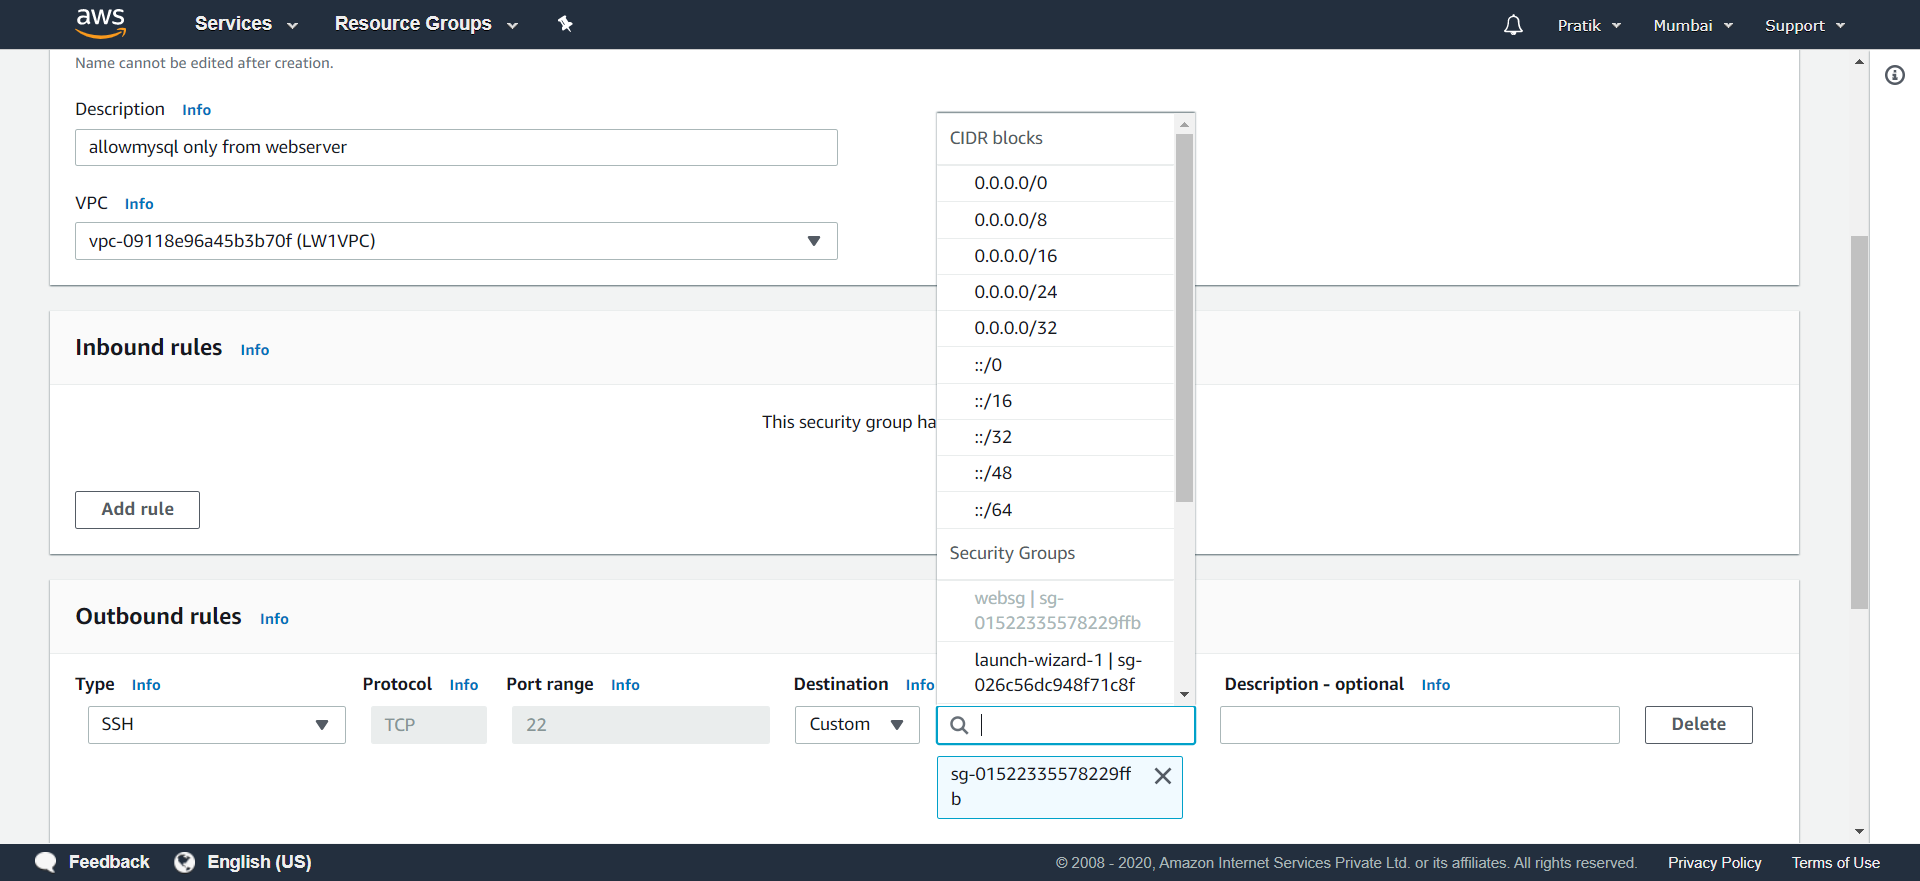 aws Services Resource Groups Pratik Mumbai Support
Name cannot be edited after creation.
Description Info
allowmysql only from webserver
VPC Info
vpc-09118e96a45b3b70f (LW1VPC)
Inbound rules Info
This security group ha
Add rule
CIDR blocks
0.0.0.0/0
0.0.0.0/8
0.0.0.0/16
0.0.0.0/24
0.0.0.0/32
::/0
::/16
::/32
::/48
::/64
Security Groups
websg | sg-
01522335578229ffb
launch-wizard-1 | sg-
026c56dc948f71c8f
Outbound rules Info
Type Info Protocol Info Port range Info Destination Info Description - optional Info
SSH TCP 22 Custom Delete
sg-01522335578229ff
b
Feedback English (US) © 2008 - 2020, Amazon Internet Services Private Ltd. or its affiliates. All rights reserved. Privacy Policy Terms of Use